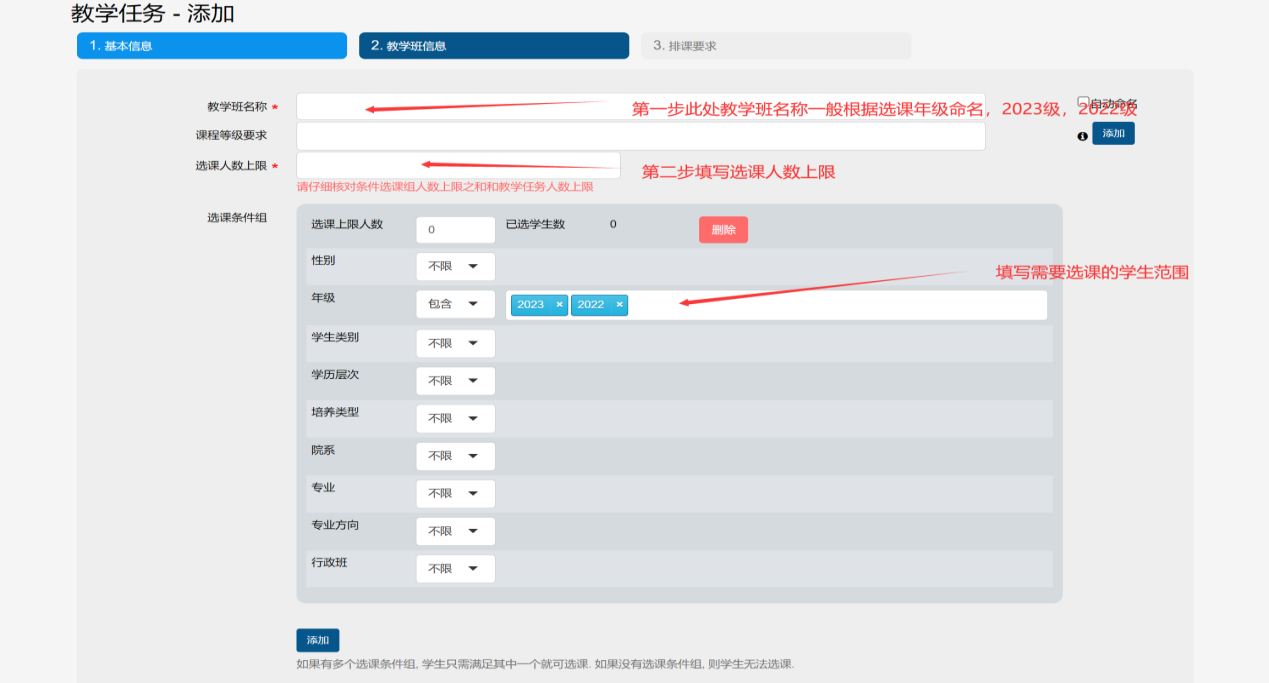 教学任务 - 添加
1. 基本信息
2. 教学班信息
3. 排课要求
教学班名称 *
第一步此处教学班名称一般根据选课年级命名，2023级，2022级
自动命名
课程等级要求
添加
选课人数上限 *
第二步填写选课人数上限
请仔细核对条件选课组人数上限之和和教学任务人数上限
选课条件组
选课上限人数 0 已选学生数 0 删除
性别 不限
填写需要选课的学生范围
年级 包含 2023 × 2022 ×
学生类别 不限
学历层次 不限
培养类型 不限
院系 不限
专业 不限
专业方向 不限
行政班 不限
添加
如果有多个选课条件组, 学生只需满足其中一个就可选课. 如果没有选课条件组, 则学生无法选课.